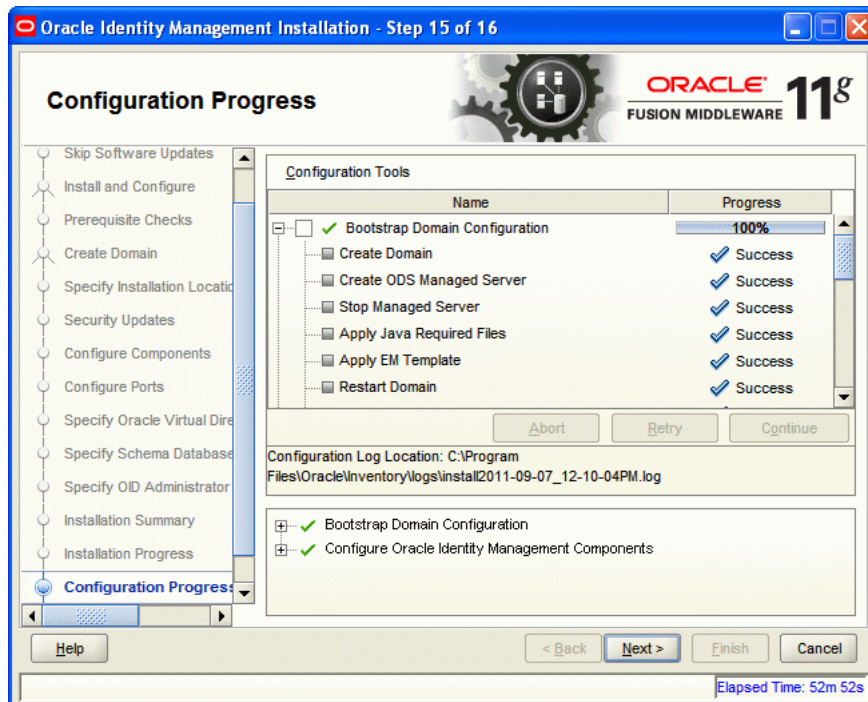 Oracle Identity Management Installation - Step 15 of 16
Configuration Progress
ORACLE®
FUSION MIDDLEWARE
11g
Skip Software Updates
Install and Configure
Prerequisite Checks
Create Domain
Specify Installation Locatio
Security Updates
Configure Components
Configure Ports
Specify Oracle Virtual Dire
Specify Schema Database
Specify OID Administrator
Installation Summary
Installation Progress
Configuration Progress
Configuration Tools
Name Progress
Bootstrap Domain Configuration 100%
Create Domain Success
Create ODS Managed Server Success
Stop Managed Server Success
Apply Java Required Files Success
Apply EM Template Success
Restart Domain Success
Abort Retry Continue
Configuration Log Location: C:\Program
Files\Oracle\Inventory\logs\install2011-09-07_12-10-04PM.log
Bootstrap Domain Configuration
Configure Oracle Identity Management Components
Help < Back Next > Finish Cancel
Elapsed Time: 52m 52s